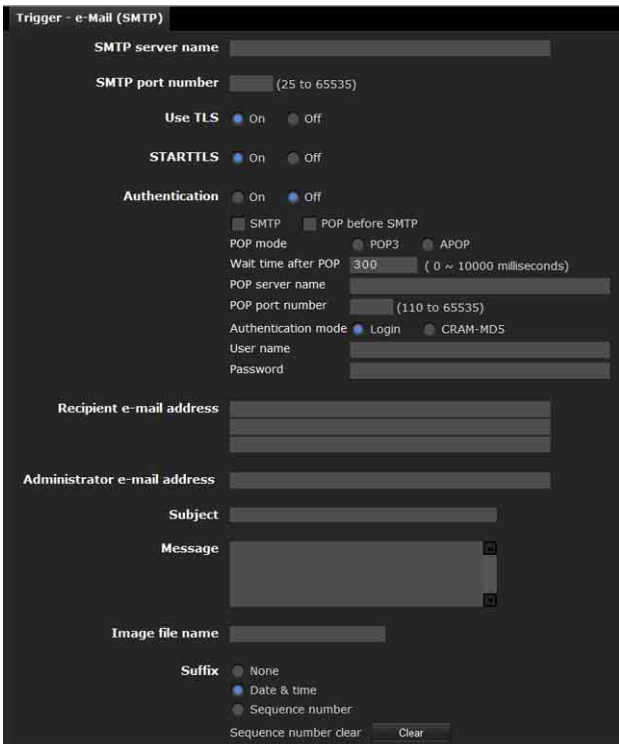 Trigger - e-Mail (SMTP)
SMTP server name
SMTP port number (25 to 65535)
Use TLS On Off
STARTTLS On Off
Authentication On Off
SMTP POP before SMTP
POP mode POP3 APOP
Wait time after POP 300 ( 0 ~ 10000 milliseconds)
POP server name
POP port number (110 to 65535)
Authentication mode Login CRAM-MD5
User name
Password
Recipient e-mail address
Administrator e-mail address
Subject
Message
Image file name
Suffix None
Date & time
Sequence number
Sequence number clear Clear